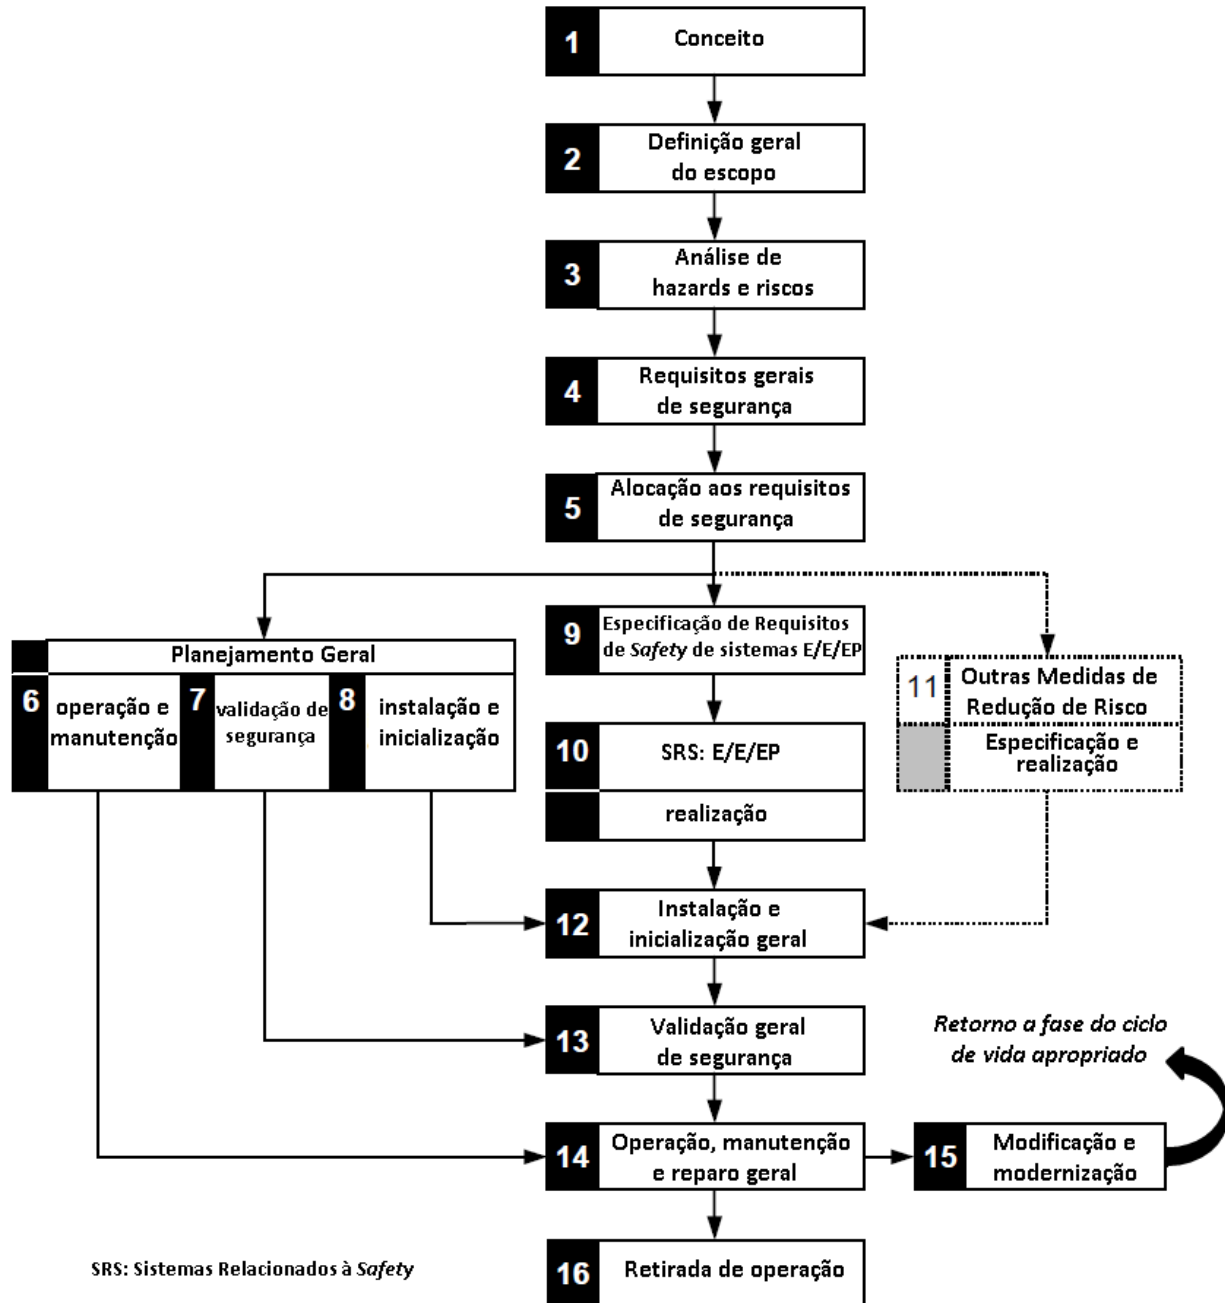 1
Conceito
2
Definição geral
do escopo
3
Análise de
hazards e riscos
4
Requisitos gerais
de segurança
5
Alocação aos requisitos
de segurança
Planejamento Geral
6
operação e
manutenção
7
validação de
segurança
8
instalação e
inicialização
9
Especificação de Requisitos
de Safety de sistemas E/E/EP
10
SRS: E/E/EP
realização
11
Outras Medidas de
Redução de Risco
Especificação e
realização
12
Instalação e
inicialização geral
13
Validação geral
de segurança
Retorno a fase do ciclo
de vida apropriado
14
Operação, manutenção
e reparo geral
15
Modificação e
modernização
16
Retirada de operação
SRS: Sistemas Relacionados à Safety